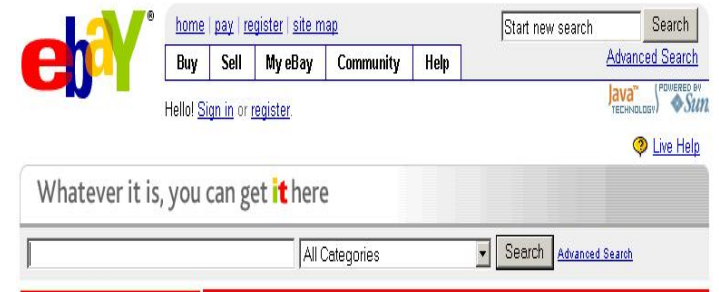 ebY®
home | pay | register | site map
Start new search Search
Advanced Search
Buy Sell My eBay Community Help
Hello! Sign in or register.
Java™ TECHNOLOGY POWERED BY Sun
Live Help
Whatever it is, you can get it here
All Categories Search Advanced Search